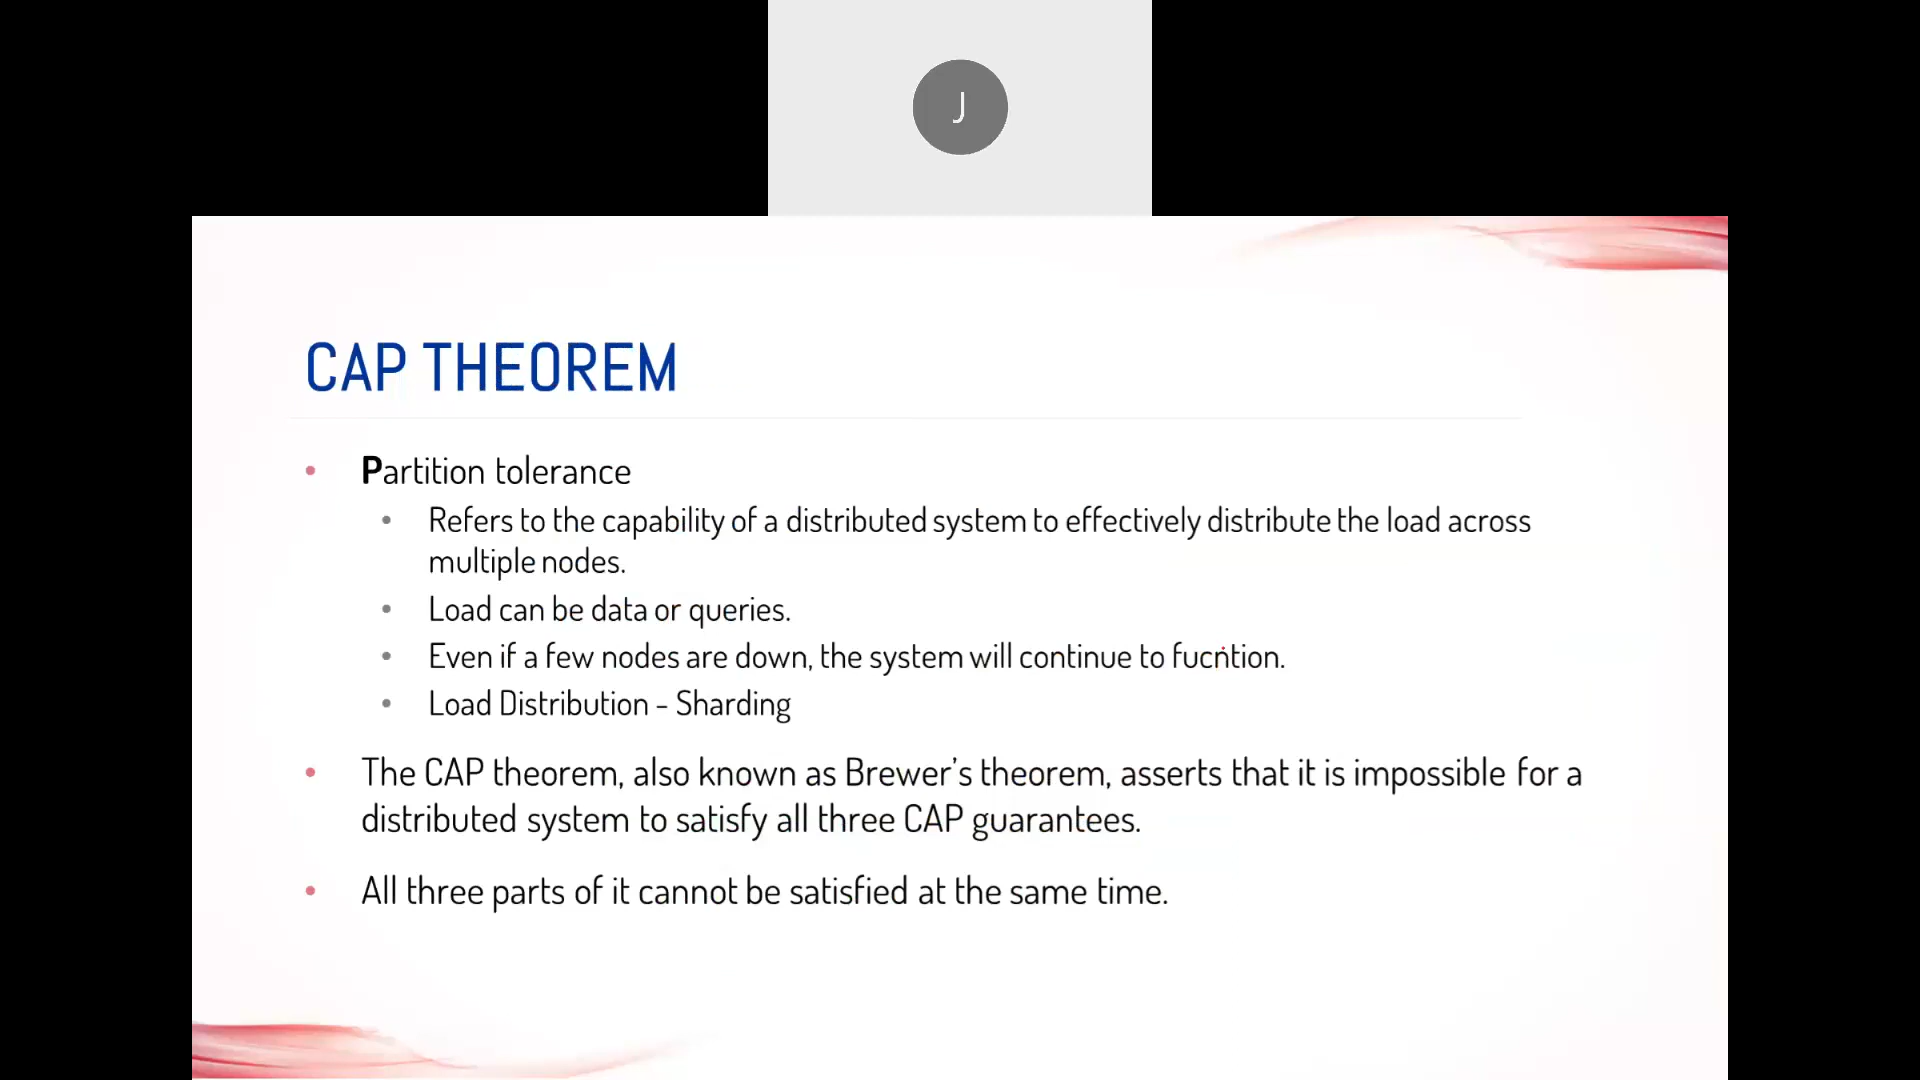 J
CAP THEOREM
• Partition tolerance
• Refers to the capability of a distributed system to effectively distribute the load across
multiple nodes.
• Load can be data or queries.
• Even if a few nodes are down, the system will continue to fucntion.
• Load Distribution - Sharding
• The CAP theorem, also known as Brewer’s theorem, asserts that it is impossible for a
distributed system to satisfy all three CAP guarantees.
• All three parts of it cannot be satisfied at the same time.